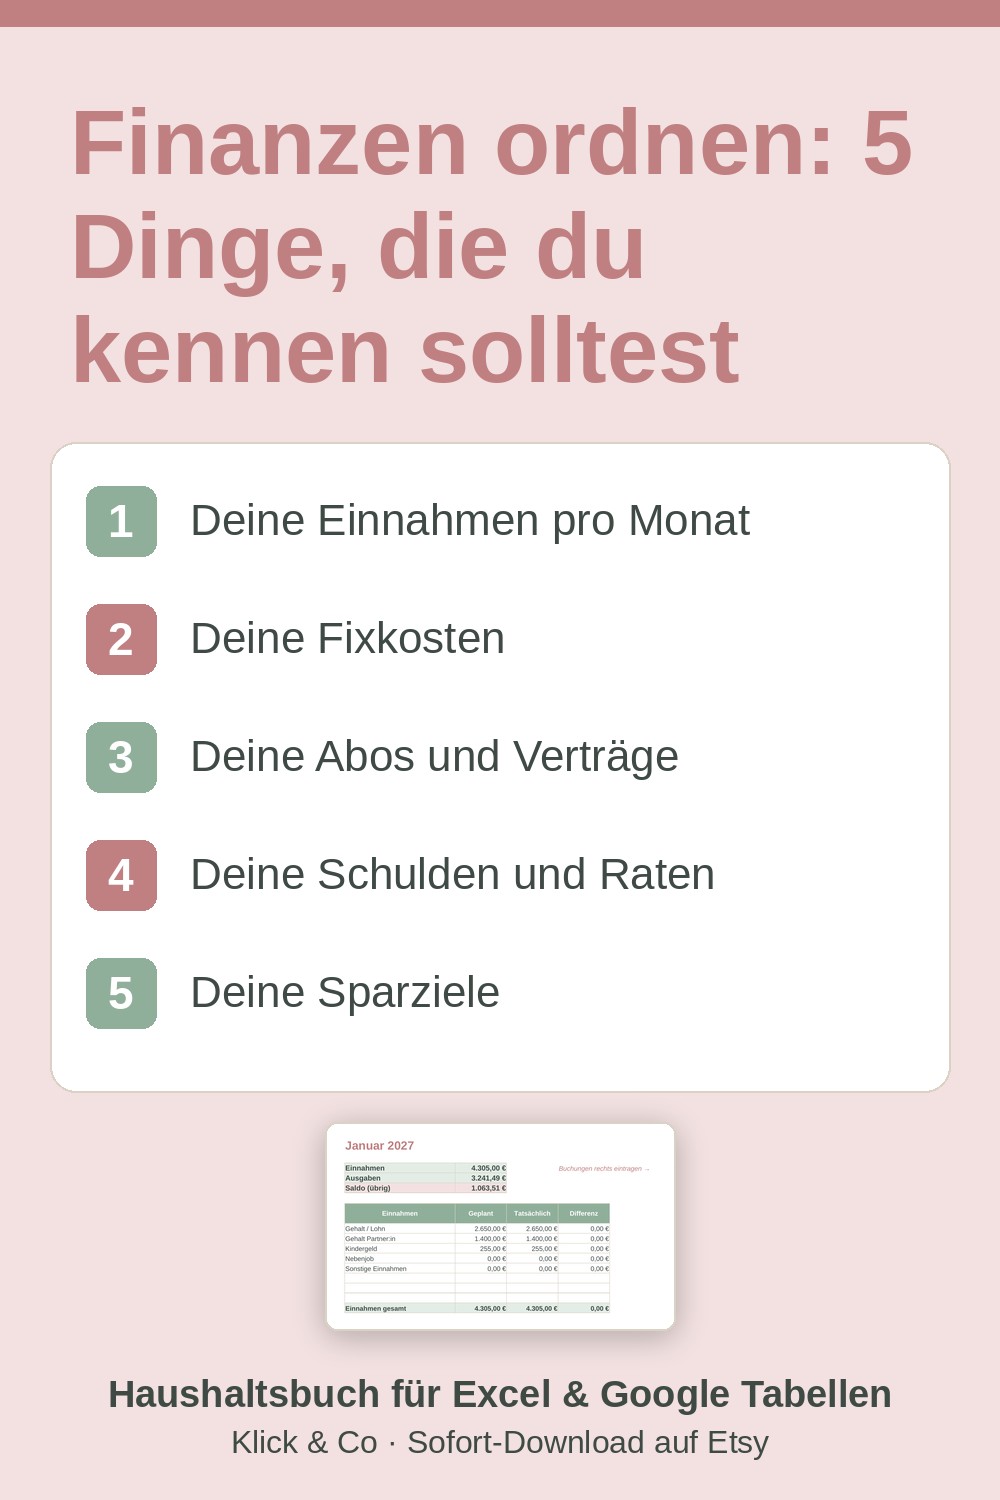 Finanzen ordnen: 5
Dinge, die du
kennen solltest
1 Deine Einnahmen pro Monat
2 Deine Fixkosten
3 Deine Abos und Verträge
4 Deine Schulden und Raten
5 Deine Sparziele
Januar 2027
Einnahmen 4.305,00 € Buchungen rechts eintragen →
Ausgaben 3.241,49 €
Saldo (übrig) 1.063,51 €
Einnahmen Geplant Tatsächlich Differenz
Gehalt / Lohn 2.650,00 € 2.650,00 € 0,00 €
Gehalt Partner:in 1.400,00 € 1.400,00 € 0,00 €
Kindergeld 255,00 € 255,00 € 0,00 €
Nebenjob 0,00 € 0,00 € 0,00 €
Sonstige Einnahmen 0,00 € 0,00 € 0,00 €
Einnahmen gesamt 4.305,00 € 4.305,00 € 0,00 €
Haushaltsbuch für Excel & Google Tabellen
Klick & Co · Sofort-Download auf Etsy